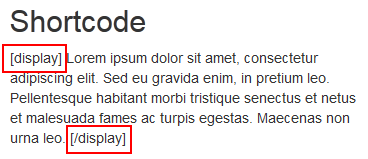 Shortcode
[display] Lorem ipsum dolor sit amet, consectetur
adipiscing elit. Sed eu gravida enim, in pretium leo.
Pellentesque habitant morbi tristique senectus et netus
et malesuada fames ac turpis egestas. Maecenas non
urna leo. [/display]